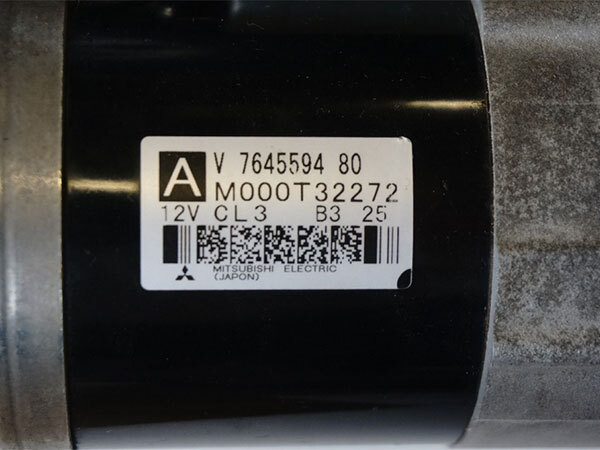 A V 7645594 80
M000T32272
12V CL3 B3 25
MITSUBISHI ELECTRIC
(JAPON)